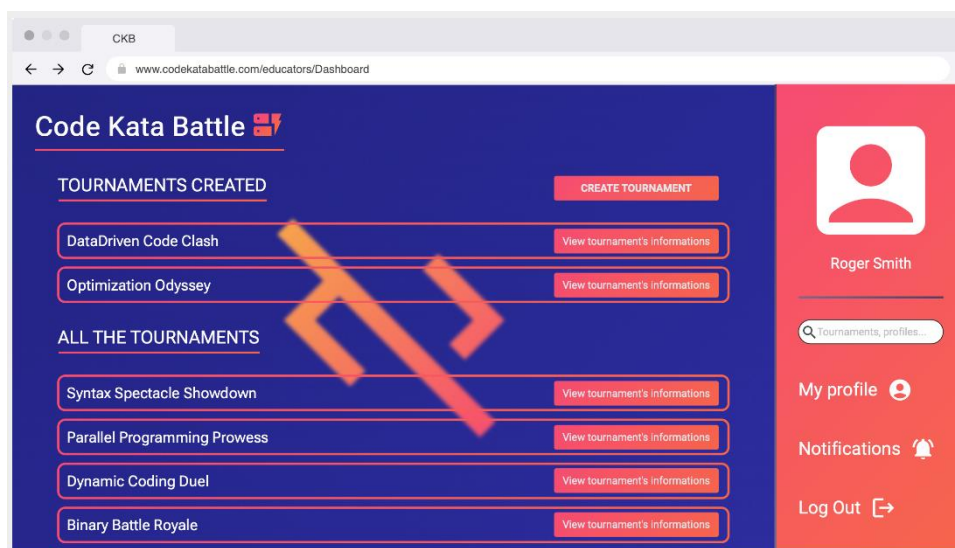 CKB
www.codekatabattle.com/educators/Dashboard
Code Kata Battle
TOURNAMENTS CREATED
CREATE TOURNAMENT
DataDriven Code Clash
View tournament's informations
Optimization Odyssey
View tournament's informations
ALL THE TOURNAMENTS
Syntax Spectacle Showdown
View tournament's informations
Parallel Programming Prowess
View tournament's informations
Dynamic Coding Duel
View tournament's informations
Binary Battle Royale
View tournament's informations
Roger Smith
Tournaments, profiles...
My profile
Notifications
Log Out